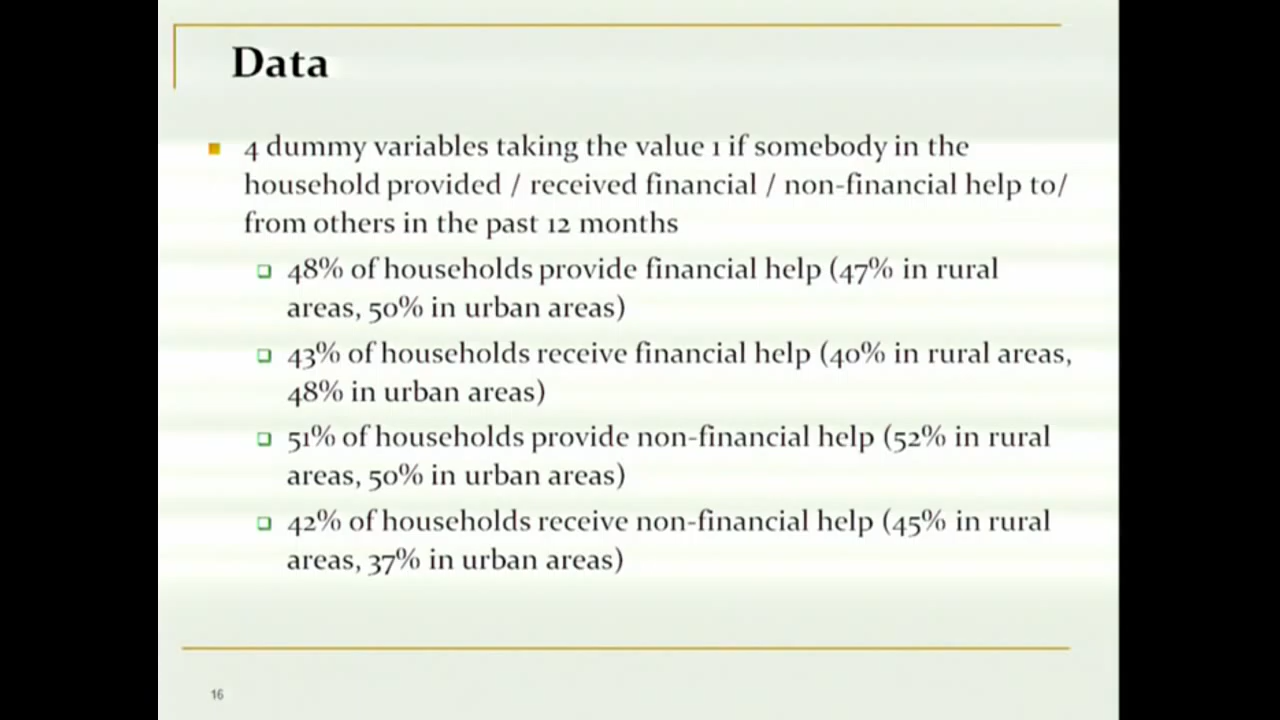 Data
4 dummy variables taking the value 1 if somebody in the
household provided / received financial / non-financial help to/
from others in the past 12 months
48% of households provide financial help (47% in rural
areas, 50% in urban areas)
43% of households receive financial help (40% in rural areas,
48% in urban areas)
51% of households provide non-financial help (52% in rural
areas, 50% in urban areas)
42% of households receive non-financial help (45% in rural
areas, 37% in urban areas)
16